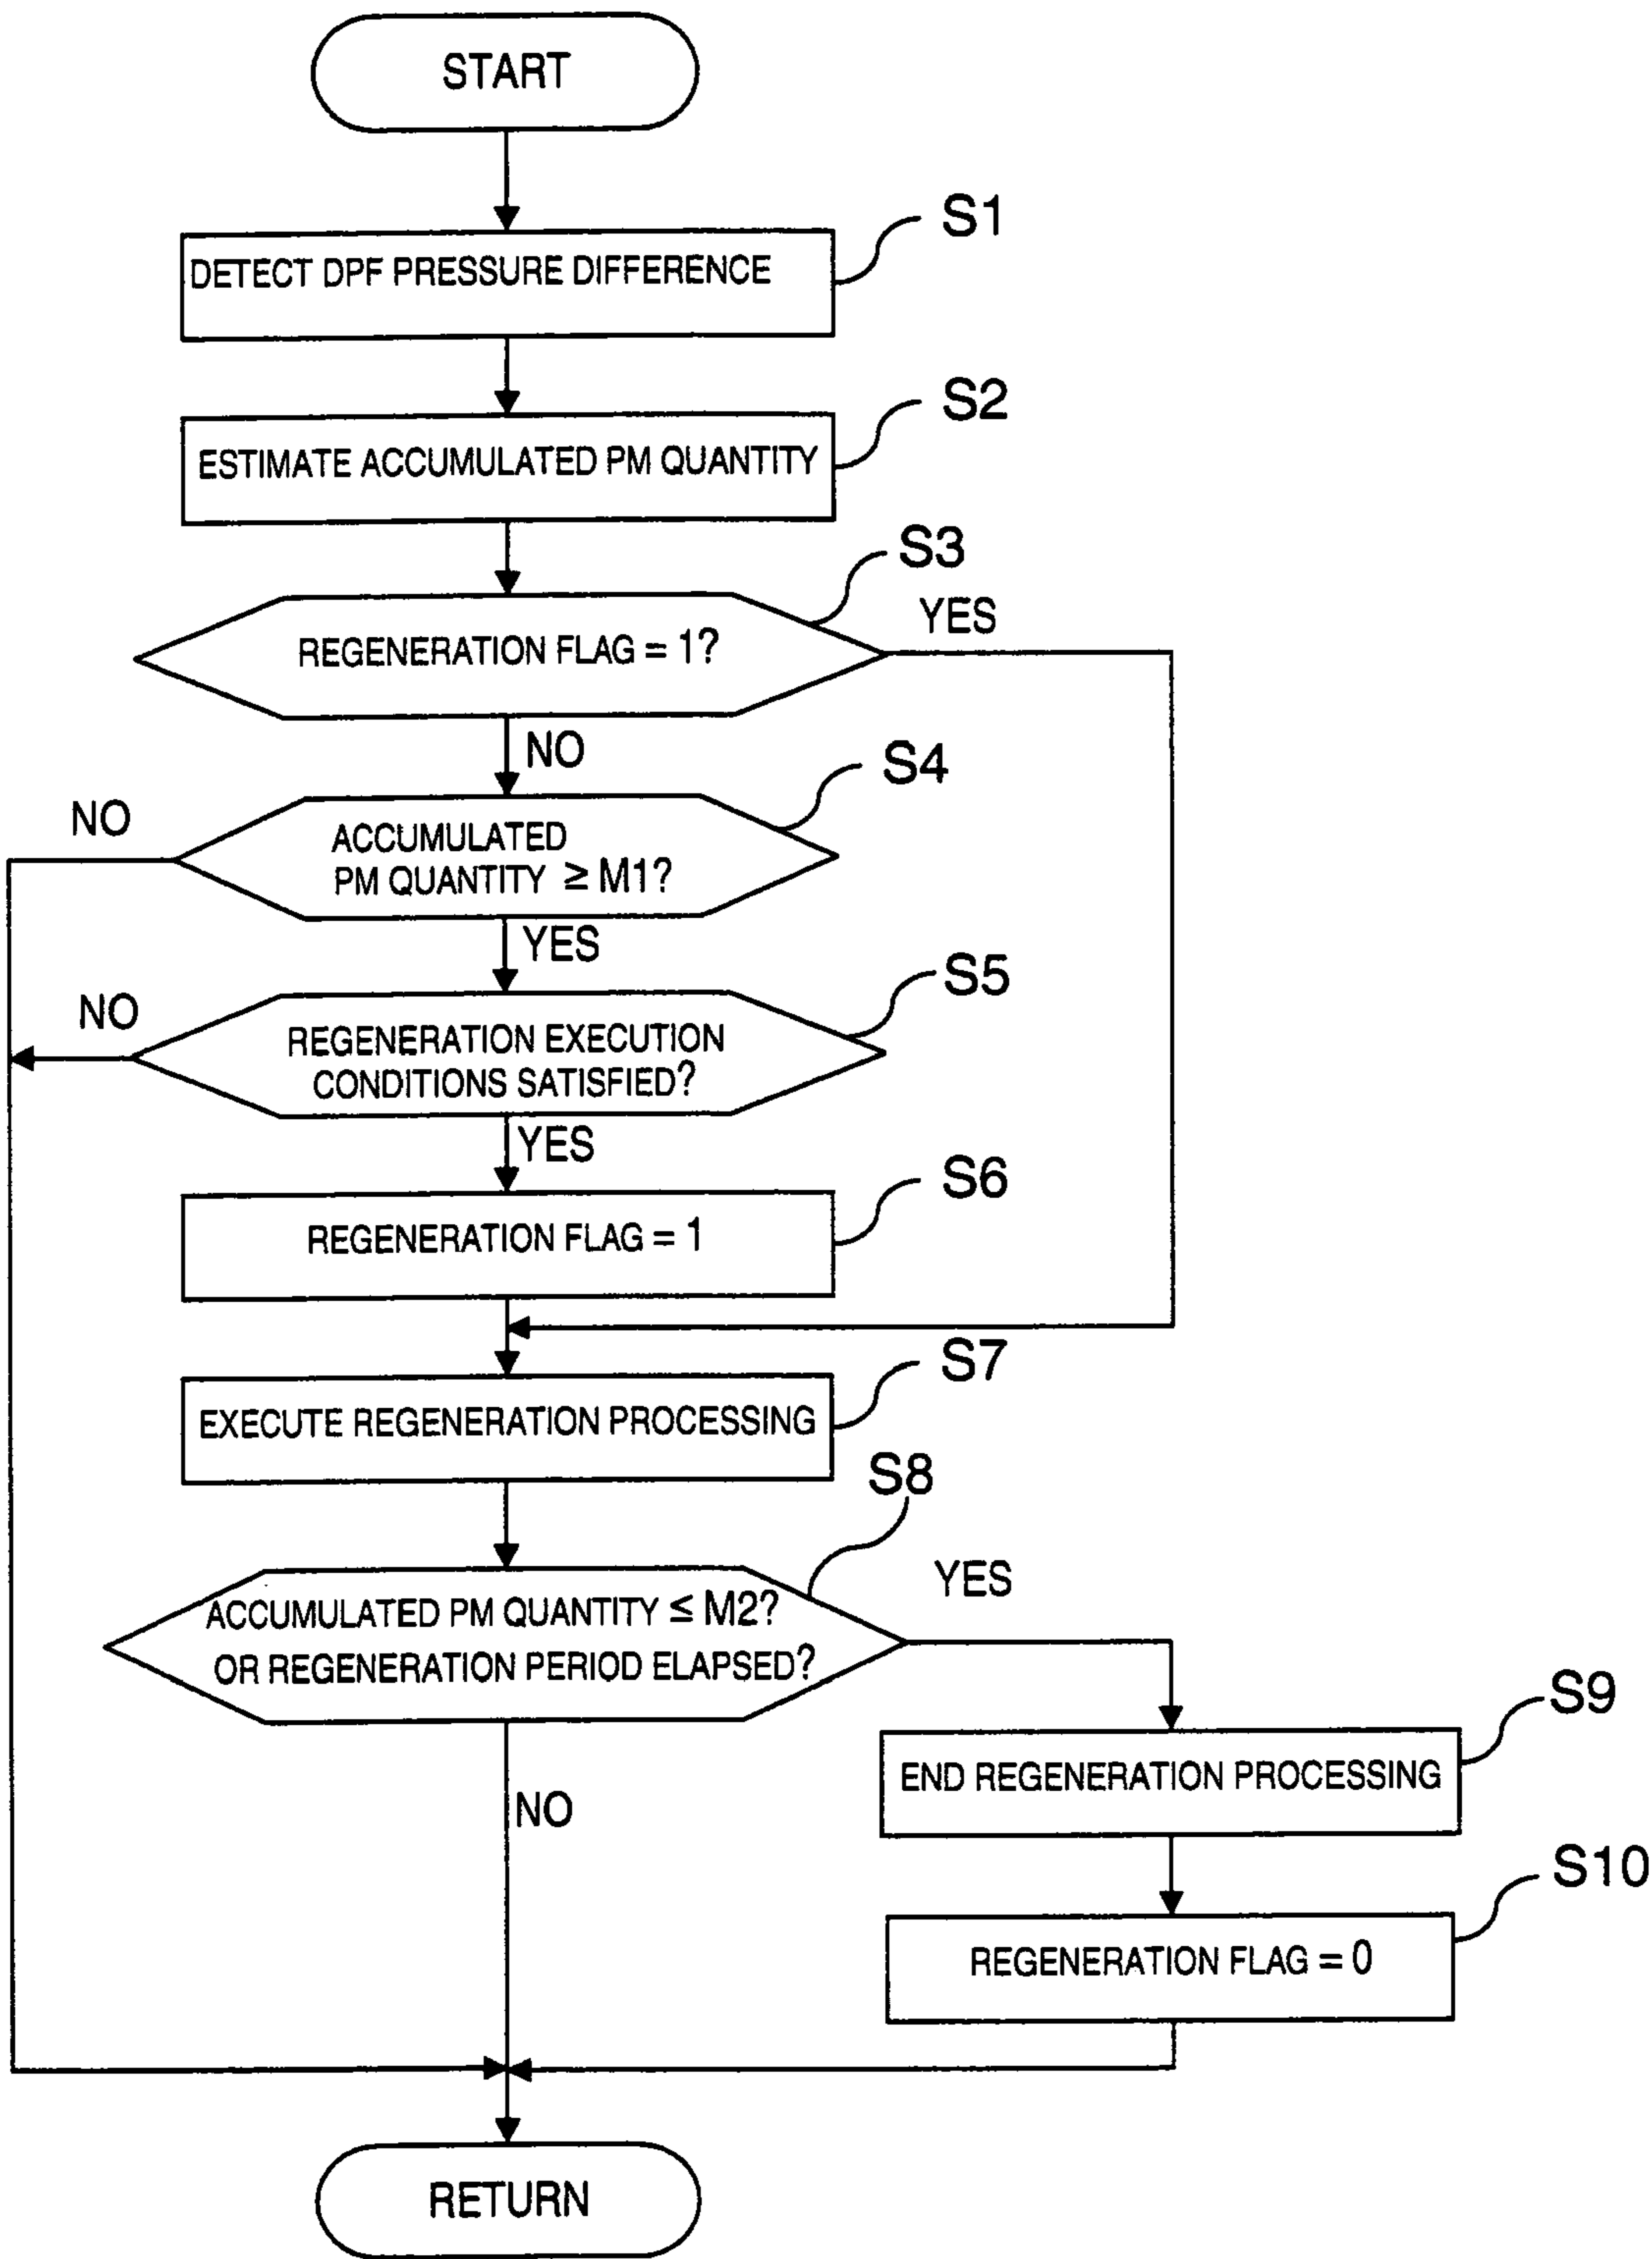 START
S1
DETECT DPF PRESSURE DIFFERENCE
S2
ESTIMATE ACCUMULATED PM QUANTITY
S3
YES
REGENERATION FLAG = 1?
NO
S4
NO
ACCUMULATED
PM QUANTITY ≥ M1?
YES
S5
NO
REGENERATION EXECUTION
CONDITIONS SATISFIED?
YES
S6
REGENERATION FLAG = 1
S7
EXECUTE REGENERATION PROCESSING
S8
YES
ACCUMULATED PM QUANTITY ≤ M2?
OR REGENERATION PERIOD ELAPSED?
S9
END REGENERATION PROCESSING
NO
S10
REGENERATION FLAG = 0
RETURN